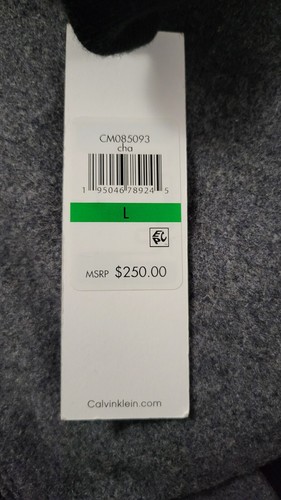 CM085093
cha
1 95046 78924 5
L
MSRP $250.00
Calvinklein.com